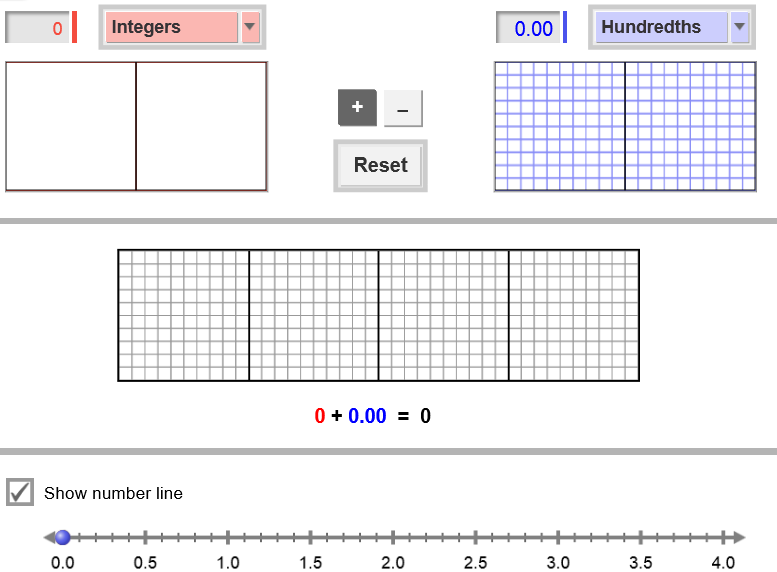 0 Integers 0.00 Hundredths
+ –
Reset
0 + 0.00 = 0
Show number line
0.0 0.5 1.0 1.5 2.0 2.5 3.0 3.5 4.0